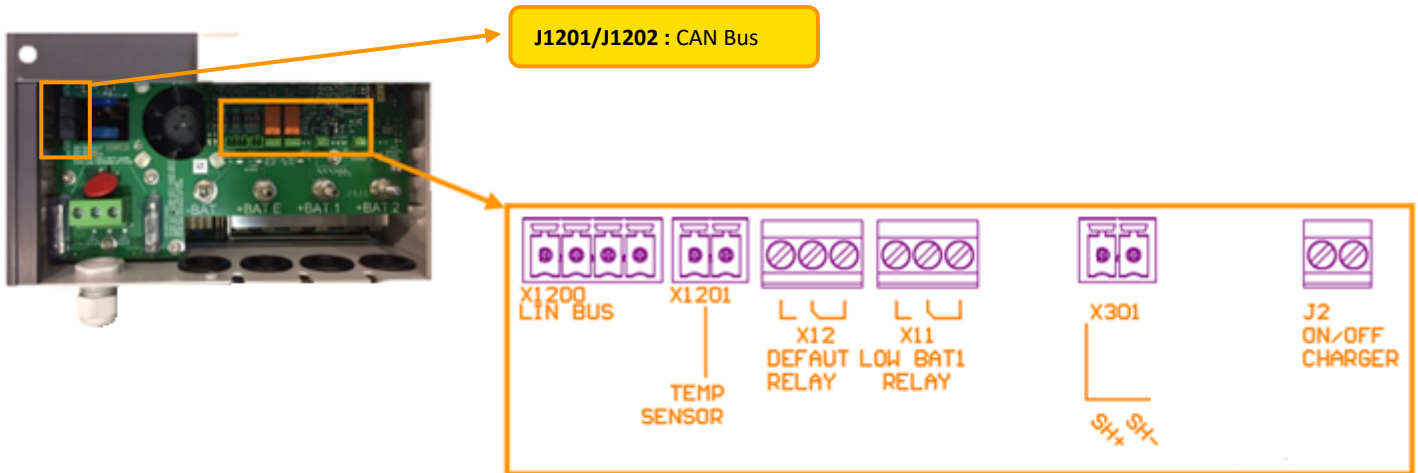 J1201/J1202 : CAN Bus
-BAT
+BAT E
+BAT 1
+BAT 2
X1200
LIN BUS
X1201
TEMP
SENSOR
X12
DEFAUT
RELAY
X11
LOW BAT1
RELAY
X301
SH+
SH-
J2
ON/OFF
CHARGER